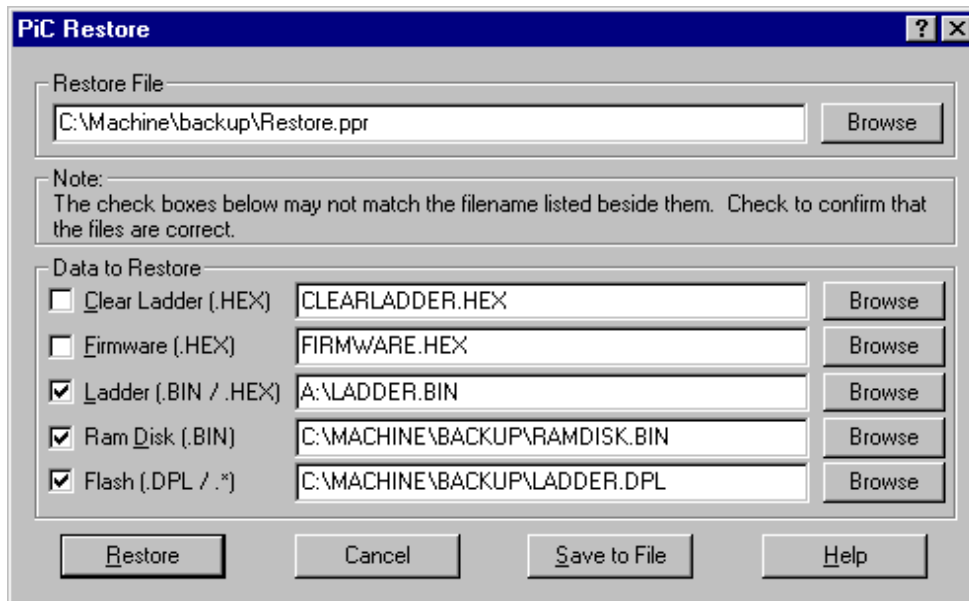 PiC Restore
Restore File
C:\Machine\backup\Restore.ppr Browse
Note:
The check boxes below may not match the filename listed beside them. Check to confirm that
the files are correct.
Data to Restore
Clear Ladder (.HEX) CLEARLADDER.HEX Browse
Firmware (.HEX) FIRMWARE.HEX Browse
Ladder (.BIN / .HEX) A:\LADDER.BIN Browse
Ram Disk (.BIN) C:\MACHINE\BACKUP\RAMDISK.BIN Browse
Flash (.DPL / .*) C:\MACHINE\BACKUP\LADDER.DPL Browse
Restore Cancel Save to File Help